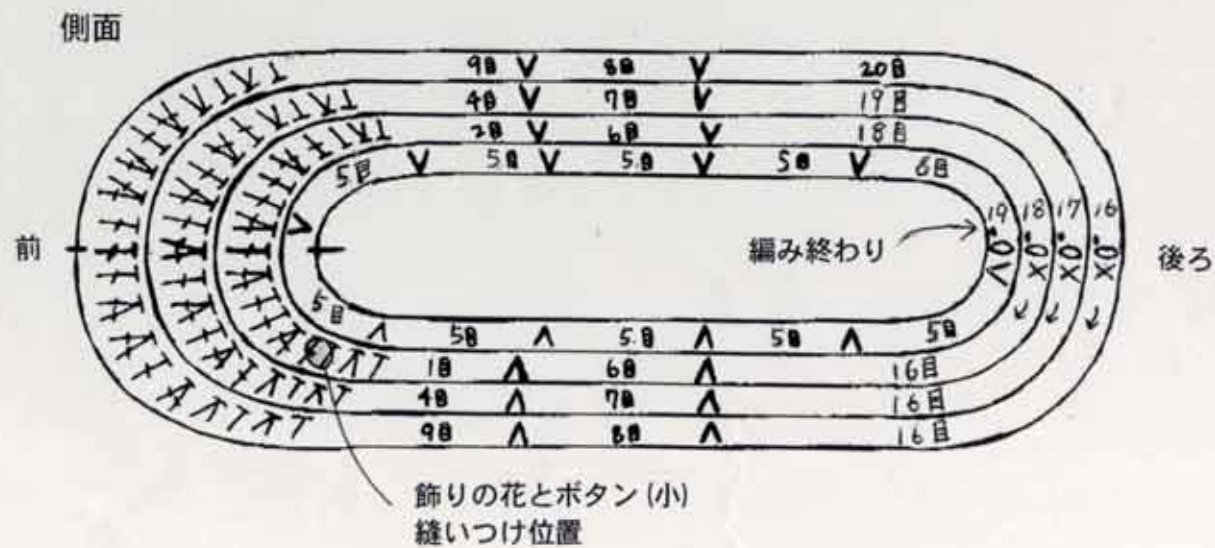 側面
9目 V 8目 V 20目
4目 V 7目 V 19目
2目 V 6目 V 18目
5目 V 5目 V 5目 V 5目 V 6目
前
編み終わり
19 18 17 16
後ろ
5目 5目 5目 5目 5目
1目 6目 16目
4目 7目 16目
9目 8目 16目
飾りの花とボタン(小)
縫いつけ位置